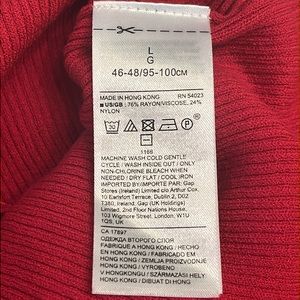 L
G
46-48/95-100CM
MADE IN HONG KONG RN 54023
US/GB : 76% RAYON/VISCOSE, 24%
NYLON
30
1166
MACHINE WASH COLD GENTLE
CYCLE / WASH INSIDE OUT / ONLY
NON-CHLORINE BLEACH WHEN
NEEDED / DRY FLAT / COOL IRON
IMPORTED BY/IMPORTÉ PAR: Gap
Stores (Ireland) Limited c/o Arthur Cox,
10 Earlsfort Terrace, Dublin 2, D02
T380, Ireland. Gap (UK Holdings)
Limited, 2nd Floor Nations House,
103 Wigmore Street, London, W1U
1QS, UK
CA 17897
ОДЕЖДА ВТОРОГО СЛОЯ
FABRIQUÉ À HONG KONG / HECHO
EN HONG KONG / FABRICADO EM
HONG KONG / ZEMLJA PROIZVODNJE
HONG KONG / VYROBENO
V HONGKONGU / SZÁRMAZÁSI HELY
HONG KONG / DIBUAT DI HONG